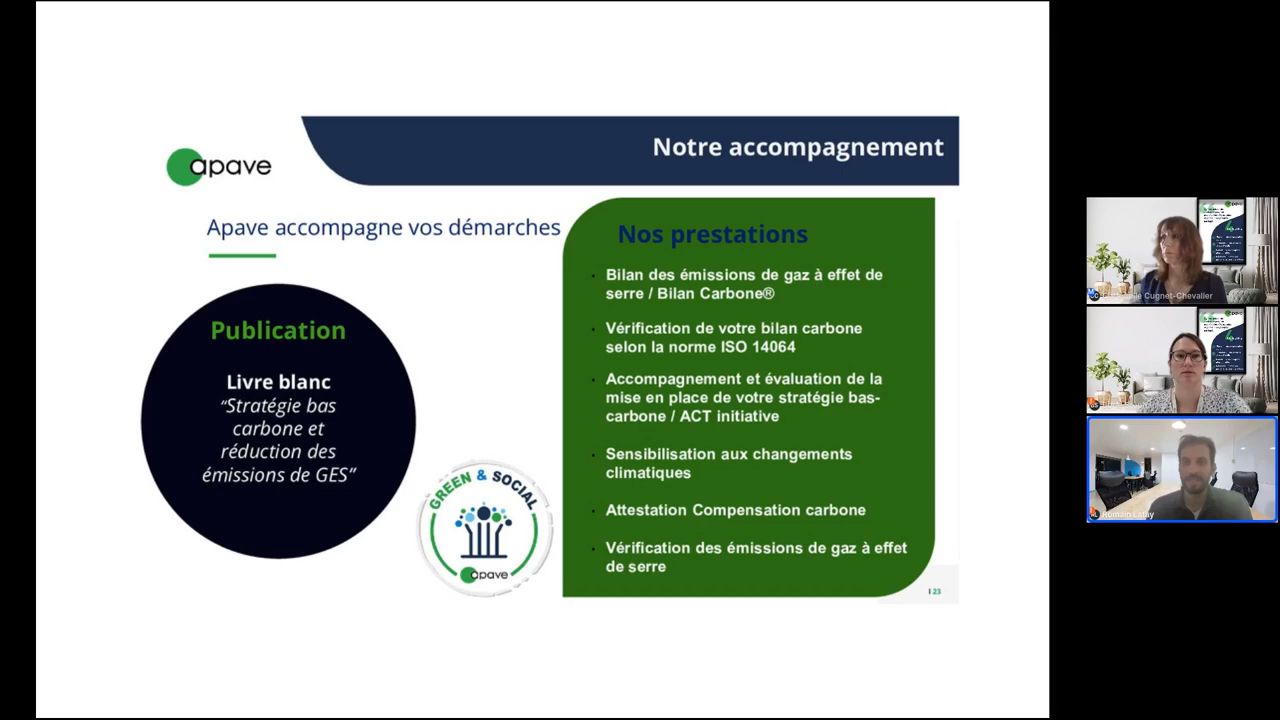 Notre accompagnement
apave
Apave accompagne vos démarches
Publication
Livre blanc
“Stratégie bas
carbone et
réduction des
émissions de GES”
GREEN & SOCIAL
apave
Nos prestations
Bilan des émissions de gaz à effet de
serre / Bilan Carbone®
Vérification de votre bilan carbone
selon la norme ISO 14064
Accompagnement et évaluation de la
mise en place de votre stratégie bas-
carbone / ACT initiative
Sensibilisation aux changements
climatiques
Attestation Compensation carbone
Vérification des émissions de gaz à effet
de serre
I 23
Cugnet-Chevalier
Romain